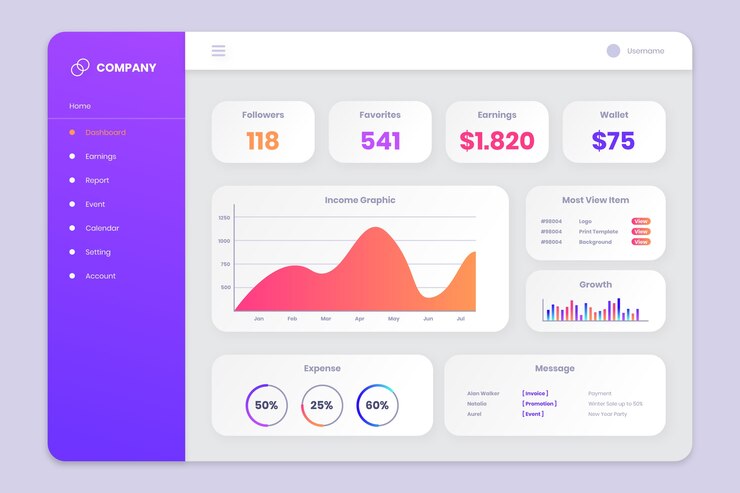 COMPANY
Username
Home
Dashboard
Earnings
Report
Event
Calendar
Setting
Account
Followers
118
Favorites
541
Earnings
$1.820
Wallet
$75
Income Graphic
1250
1000
750
500
Jan Feb Mar Apr May Jun Jul
Most View Item
#98004 Logo View
#98004 Print Template View
#98004 Background View
Growth
Expense
50% 25% 60%
Message
Alan Walker [ Invoice ] Payment
Natalia [ Promotion ] Winter Sale up to 50%
Aurel [ Event ] New Year Party